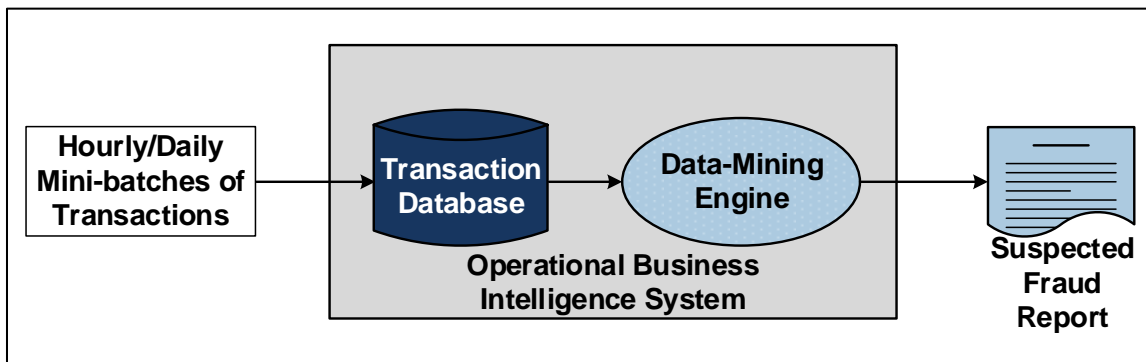 Hourly/Daily
Mini-batches of
Transactions
Transaction
Database
Data-Mining
Engine
Operational Business
Intelligence System
Suspected
Fraud
Report